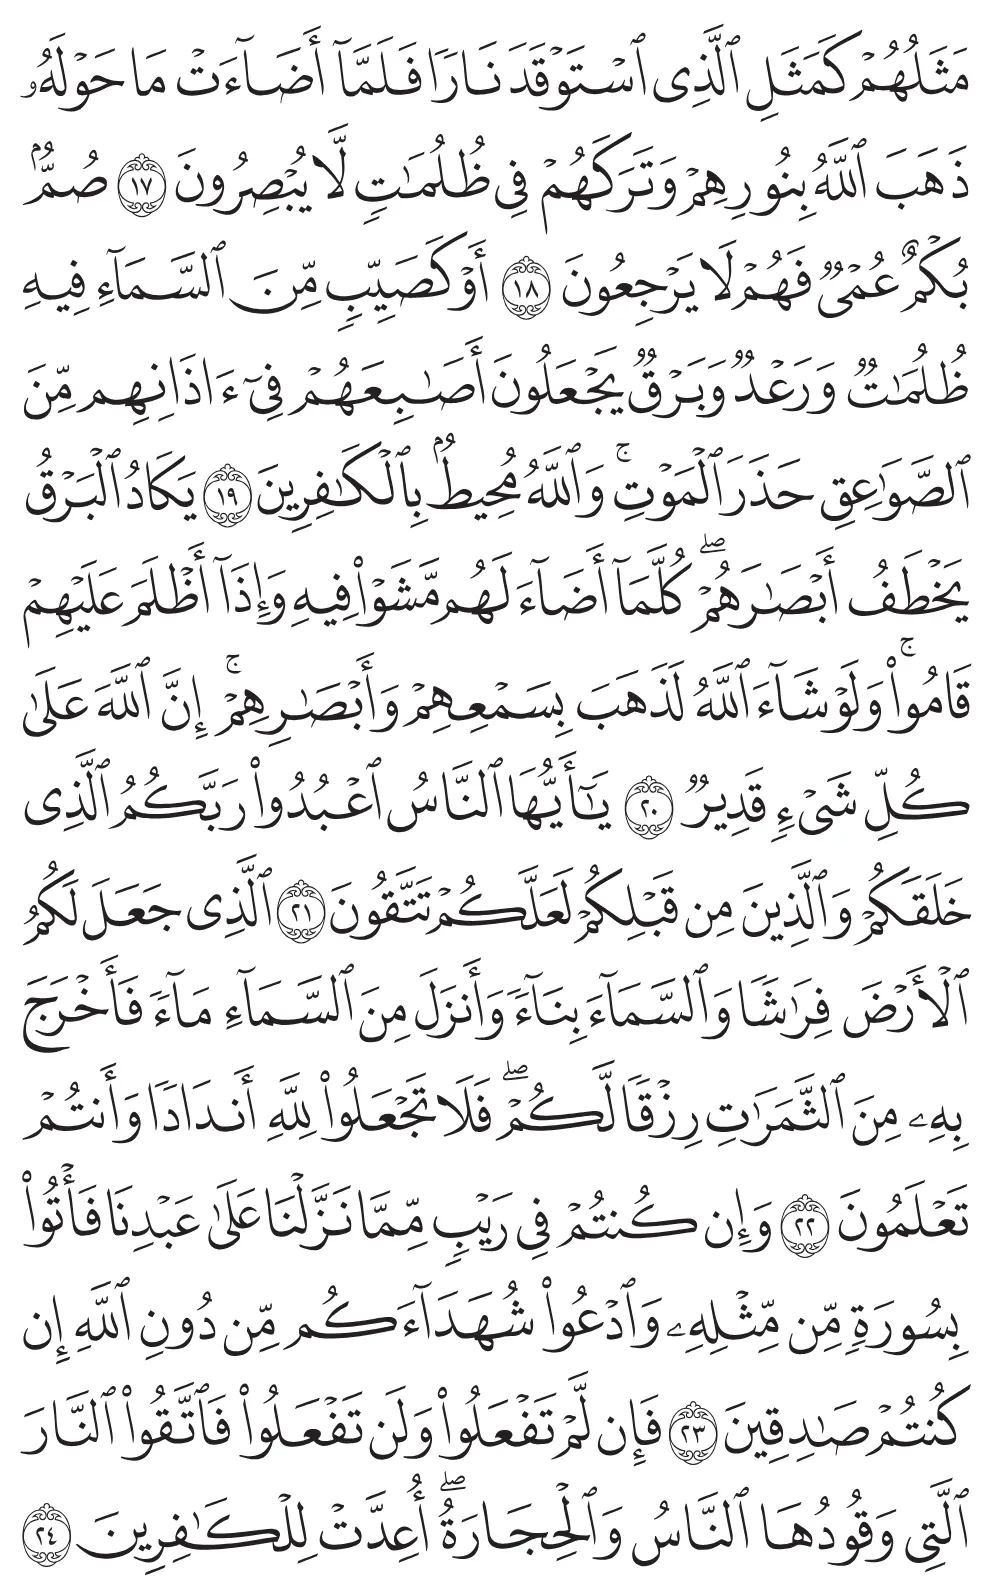 مَثَلُهُمْ كَمَثَلِ ٱلَّذِى ٱسْتَوْقَدَ نَارًا فَلَمَّآ أَضَآءَتْ مَا حَوْلَهُۥ
ذَهَبَ ٱللَّهُ بِنُورِهِمْ وَتَرَكَهُمْ فِى ظُلُمَٰتٍ لَّا يُبْصِرُونَ ١٧ صُمٌّۢ
بُكْمٌ عُمْىٌ فَهُمْ لَا يَرْجِعُونَ ١٨ أَوْ كَصَيِّبٍ مِّنَ ٱلسَّمَآءِ فِيهِ
ظُلُمَٰتٌ وَرَعْدٌ وَبَرْقٌ يَجْعَلُونَ أَصَٰبِعَهُمْ فِىٓ ءَاذَانِهِم مِّنَ
ٱلصَّوَٰعِقِ حَذَرَ ٱلْمَوْتِ ۚ وَٱللَّهُ مُحِيطٌۢ بِٱلْكَٰفِرِينَ ١٩ يَكَادُ ٱلْبَرْقُ
يَخْطَفُ أَبْصَٰرَهُمْ ۖ كُلَّمَآ أَضَآءَ لَهُم مَّشَوْا۟ فِيهِ وَإِذَآ أَظْلَمَ عَلَيْهِمْ
قَامُوا۟ ۚ وَلَوْ شَآءَ ٱللَّهُ لَذَهَبَ بِسَمْعِهِمْ وَأَبْصَٰرِهِمْ ۚ إِنَّ ٱللَّهَ عَلَىٰ
كُلِّ شَىْءٍ قَدِيرٌ ٢٠ يَٰٓأَيُّهَا ٱلنَّاسُ ٱعْبُدُوا۟ رَبَّكُمُ ٱلَّذِى
خَلَقَكُمْ وَٱلَّذِينَ مِن قَبْلِكُمْ لَعَلَّكُمْ تَتَّقُونَ ٢١ ٱلَّذِى جَعَلَ لَكُمُ
ٱلْأَرْضَ فِرَٰشًا وَٱلسَّمَآءَ بِنَآءً وَأَنزَلَ مِنَ ٱلسَّمَآءِ مَآءً فَأَخْرَجَ
بِهِۦ مِنَ ٱلثَّمَرَٰتِ رِزْقًا لَّكُمْ ۖ فَلَا تَجْعَلُوا۟ لِلَّهِ أَندَادًا وَأَنتُمْ
تَعْلَمُونَ ٢٢ وَإِن كُنتُمْ فِى رَيْبٍ مِّمَّا نَزَّلْنَا عَلَىٰ عَبْدِنَا فَأْتُوا۟
بِسُورَةٍ مِّن مِّثْلِهِۦ وَٱدْعُوا۟ شُهَدَآءَكُم مِّن دُونِ ٱللَّهِ إِن
كُنتُمْ صَٰدِقِينَ ٢٣ فَإِن لَّمْ تَفْعَلُوا۟ وَلَن تَفْعَلُوا۟ فَٱتَّقُوا۟ ٱلنَّارَ
ٱلَّتِى وَقُودُهَا ٱلنَّاسُ وَٱلْحِجَارَةُ ۖ أُعِدَّتْ لِلْكَٰفِرِينَ ٢٤